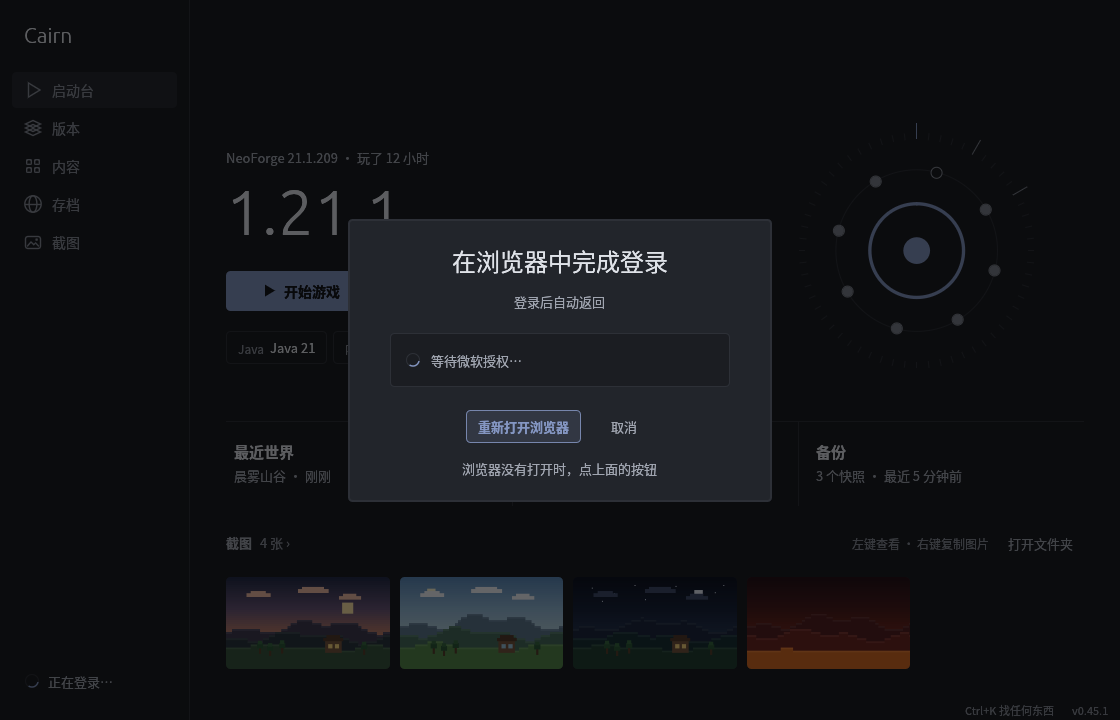 Cairn
启动台
版本
内容
存档
截图
NeoForge 21.1.209 · 玩了 12 小时
1.21.1
开始游戏
Java Java 21
在浏览器中完成登录
登录后自动返回
等待微软授权…
重新打开浏览器 取消
浏览器没有打开时，点上面的按钮
最近世界
晨雾山谷 · 刚刚
备份
3 个快照 · 最近 5 分钟前
截图 4 张 ›
左键查看 · 右键复制图片 打开文件夹
正在登录…
Ctrl+K 找任何东西 v0.45.1